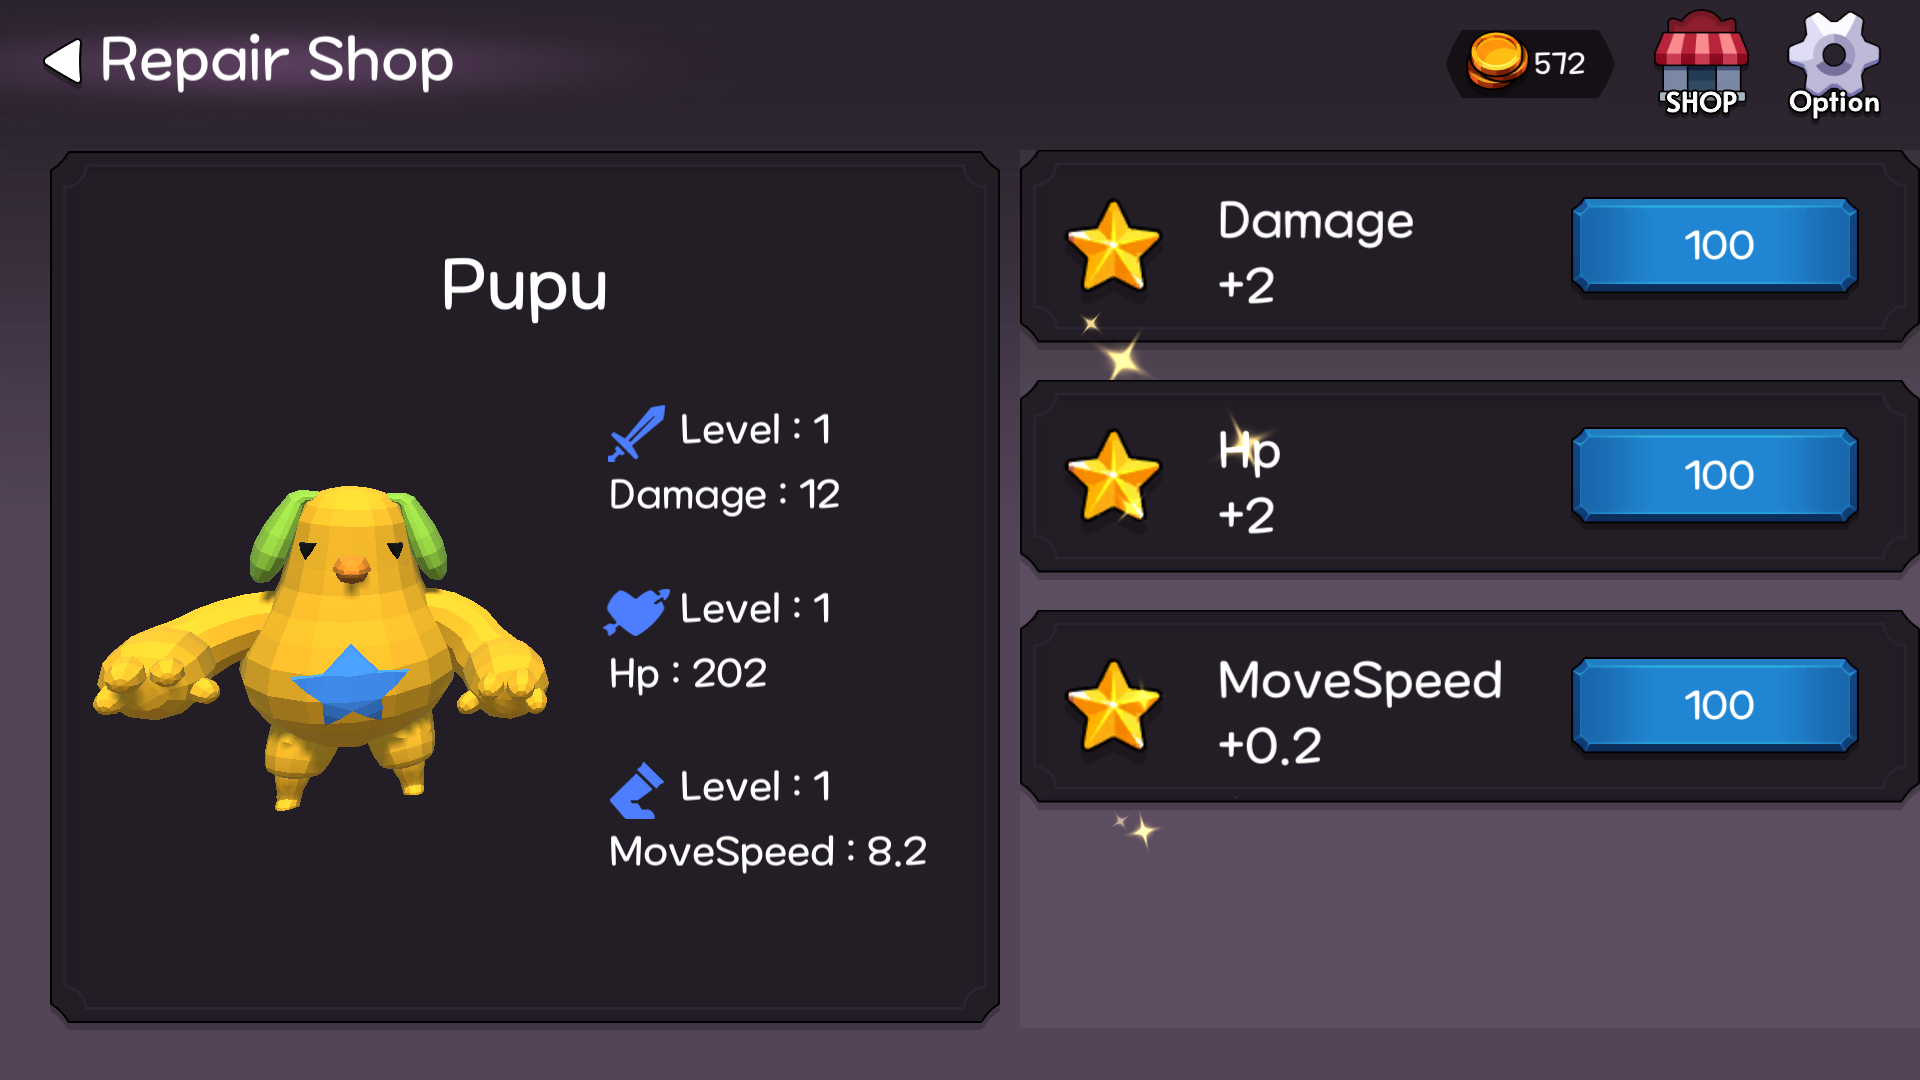 Repair Shop
572
SHOP
Option
Pupu
Level : 1
Damage : 12
Level : 1
Hp : 202
Level : 1
MoveSpeed : 8.2
Damage
+2
100
Hp
+2
100
MoveSpeed
+0.2
100